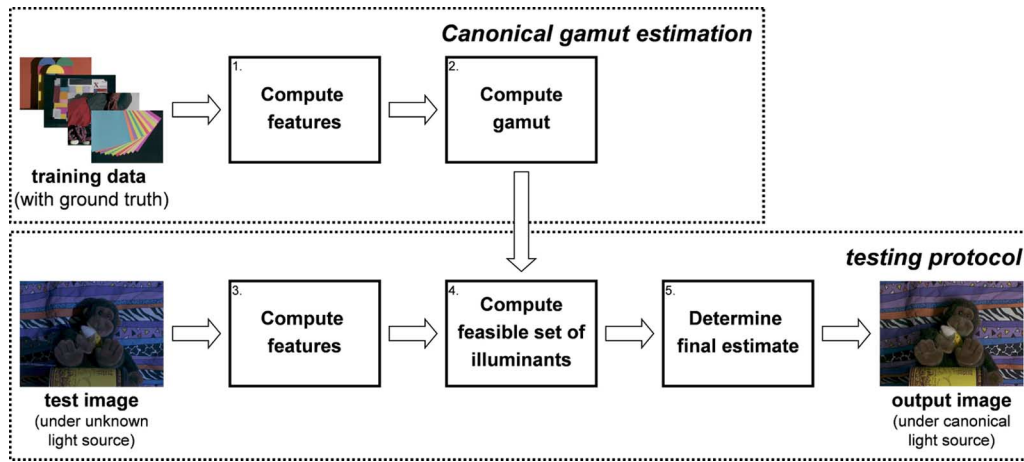 Canonical gamut estimation
1.
Compute
features
2.
Compute
gamut
training data
(with ground truth)
testing protocol
3.
Compute
features
4.
Compute
feasible set of
illuminants
5.
Determine
final estimate
test image
(under unknown
light source)
output image
(under canonical
light source)